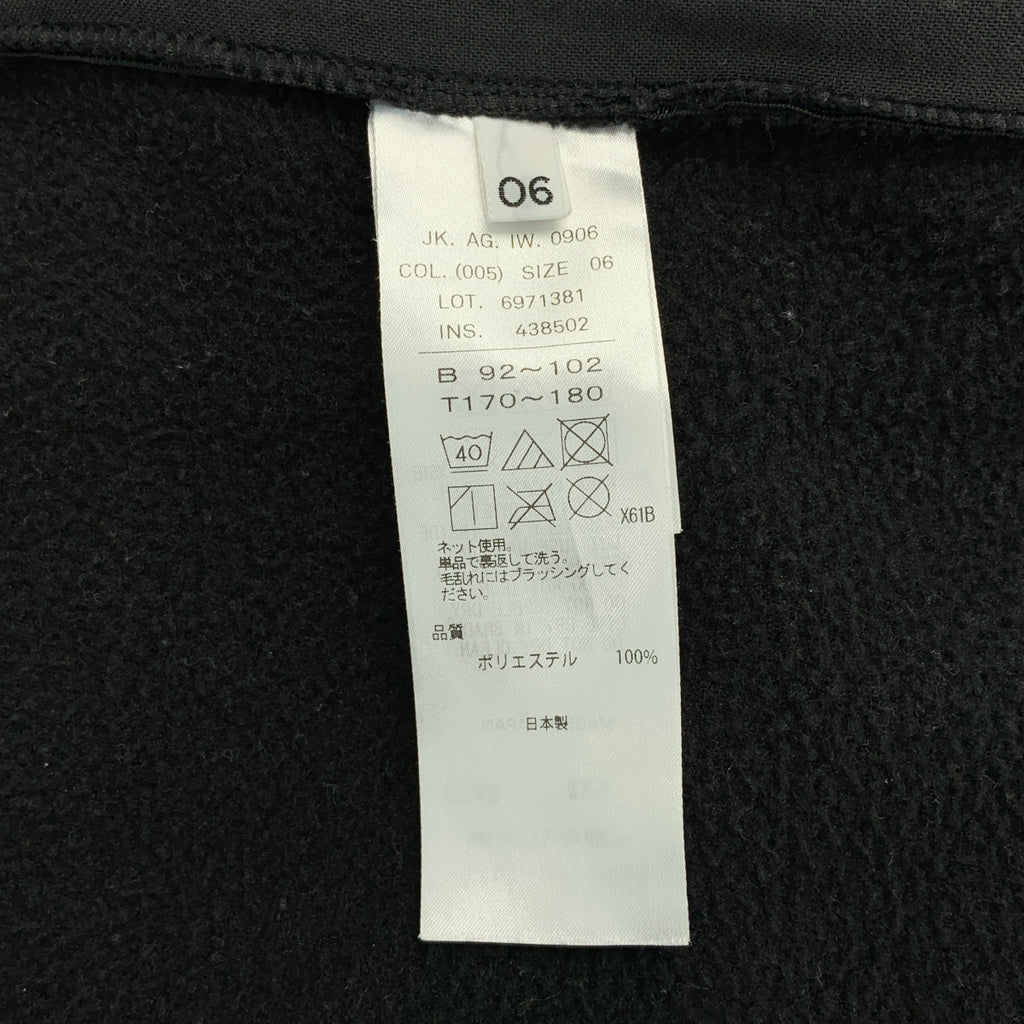 06
JK. AG. IW. 0906
COL. (005) SIZE 06
LOT. 6971381
INS. 438502
B 92～102
T170～180
40
X61B
ネット使用。
単品で裏返して洗う。
毛乱れにはブラッシングしてく
ださい。
品質
ポリエステル 100%
日本製